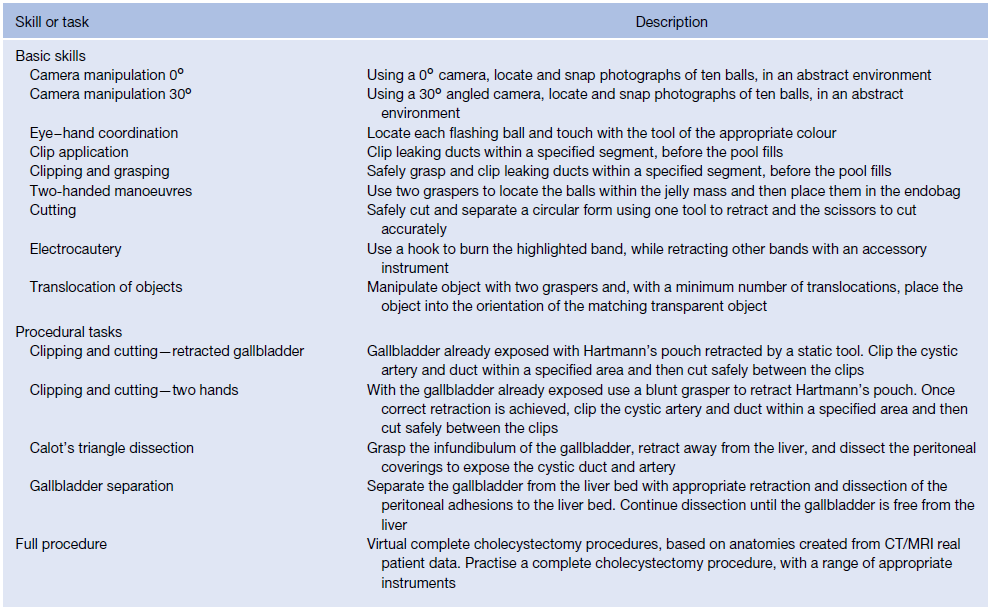 Skill or task Description
Basic skills
Camera manipulation 0º Using a 0º camera, locate and snap photographs of ten balls, in an abstract environment
Camera manipulation 30º Using a 30º angled camera, locate and snap photographs of ten balls, in an abstract
environment
Eye–hand coordination Locate each flashing ball and touch with the tool of the appropriate colour
Clip application Clip leaking ducts within a specified segment, before the pool fills
Clipping and grasping Safely grasp and clip leaking ducts within a specified segment, before the pool fills
Two-handed manoeuvres Use two graspers to locate the balls within the jelly mass and then place them in the endobag
Cutting Safely cut and separate a circular form using one tool to retract and the scissors to cut
accurately
Electrocautery Use a hook to burn the highlighted band, while retracting other bands with an accessory
instrument
Translocation of objects Manipulate object with two graspers and, with a minimum number of translocations, place the
object into the orientation of the matching transparent object
Procedural tasks
Clipping and cutting—retracted gallbladder Gallbladder already exposed with Hartmann's pouch retracted by a static tool. Clip the cystic
artery and duct within a specified area and then cut safely between the clips
Clipping and cutting—two hands With the gallbladder already exposed use a blunt grasper to retract Hartmann's pouch. Once
correct retraction is achieved, clip the cystic artery and duct within a specified area and then
cut safely between the clips
Calot's triangle dissection Grasp the infundibulum of the gallbladder, retract away from the liver, and dissect the peritoneal
coverings to expose the cystic duct and artery
Gallbladder separation Separate the gallbladder from the liver bed with appropriate retraction and dissection of the
peritoneal adhesions to the liver bed. Continue dissection until the gallbladder is free from the
liver
Full procedure Virtual complete cholecystectomy procedures, based on anatomies created from CT/MRI real
patient data. Practise a complete cholecystectomy procedure, with a range of appropriate
instruments